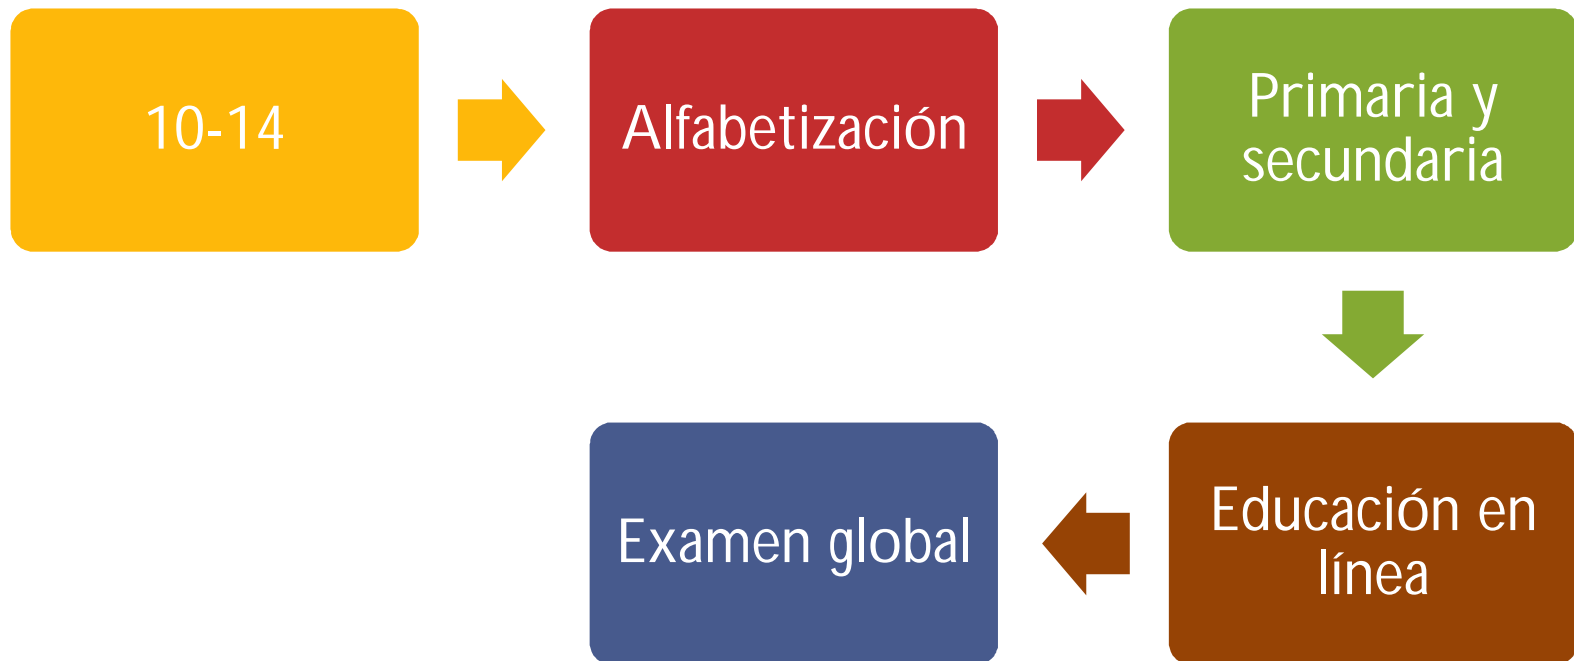 10-14
Alfabetización
Primaria y
secundaria
Educación en
línea
Examen global